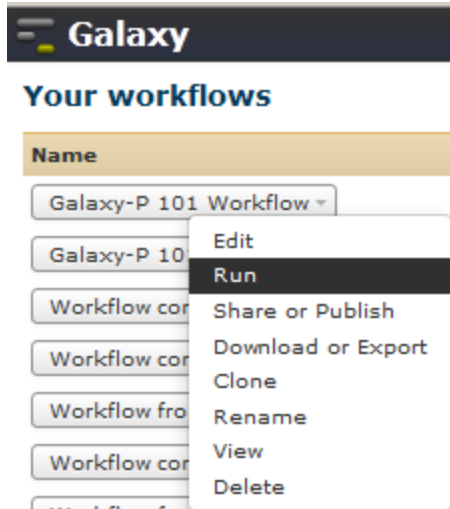 Galaxy
Your workflows
Name
Galaxy-P 101 Workflow
Galaxy-P 10
Workflow cor
Workflow cor
Workflow fro
Workflow cor
Edit
Run
Share or Publish
Download or Export
Clone
Rename
View
Delete